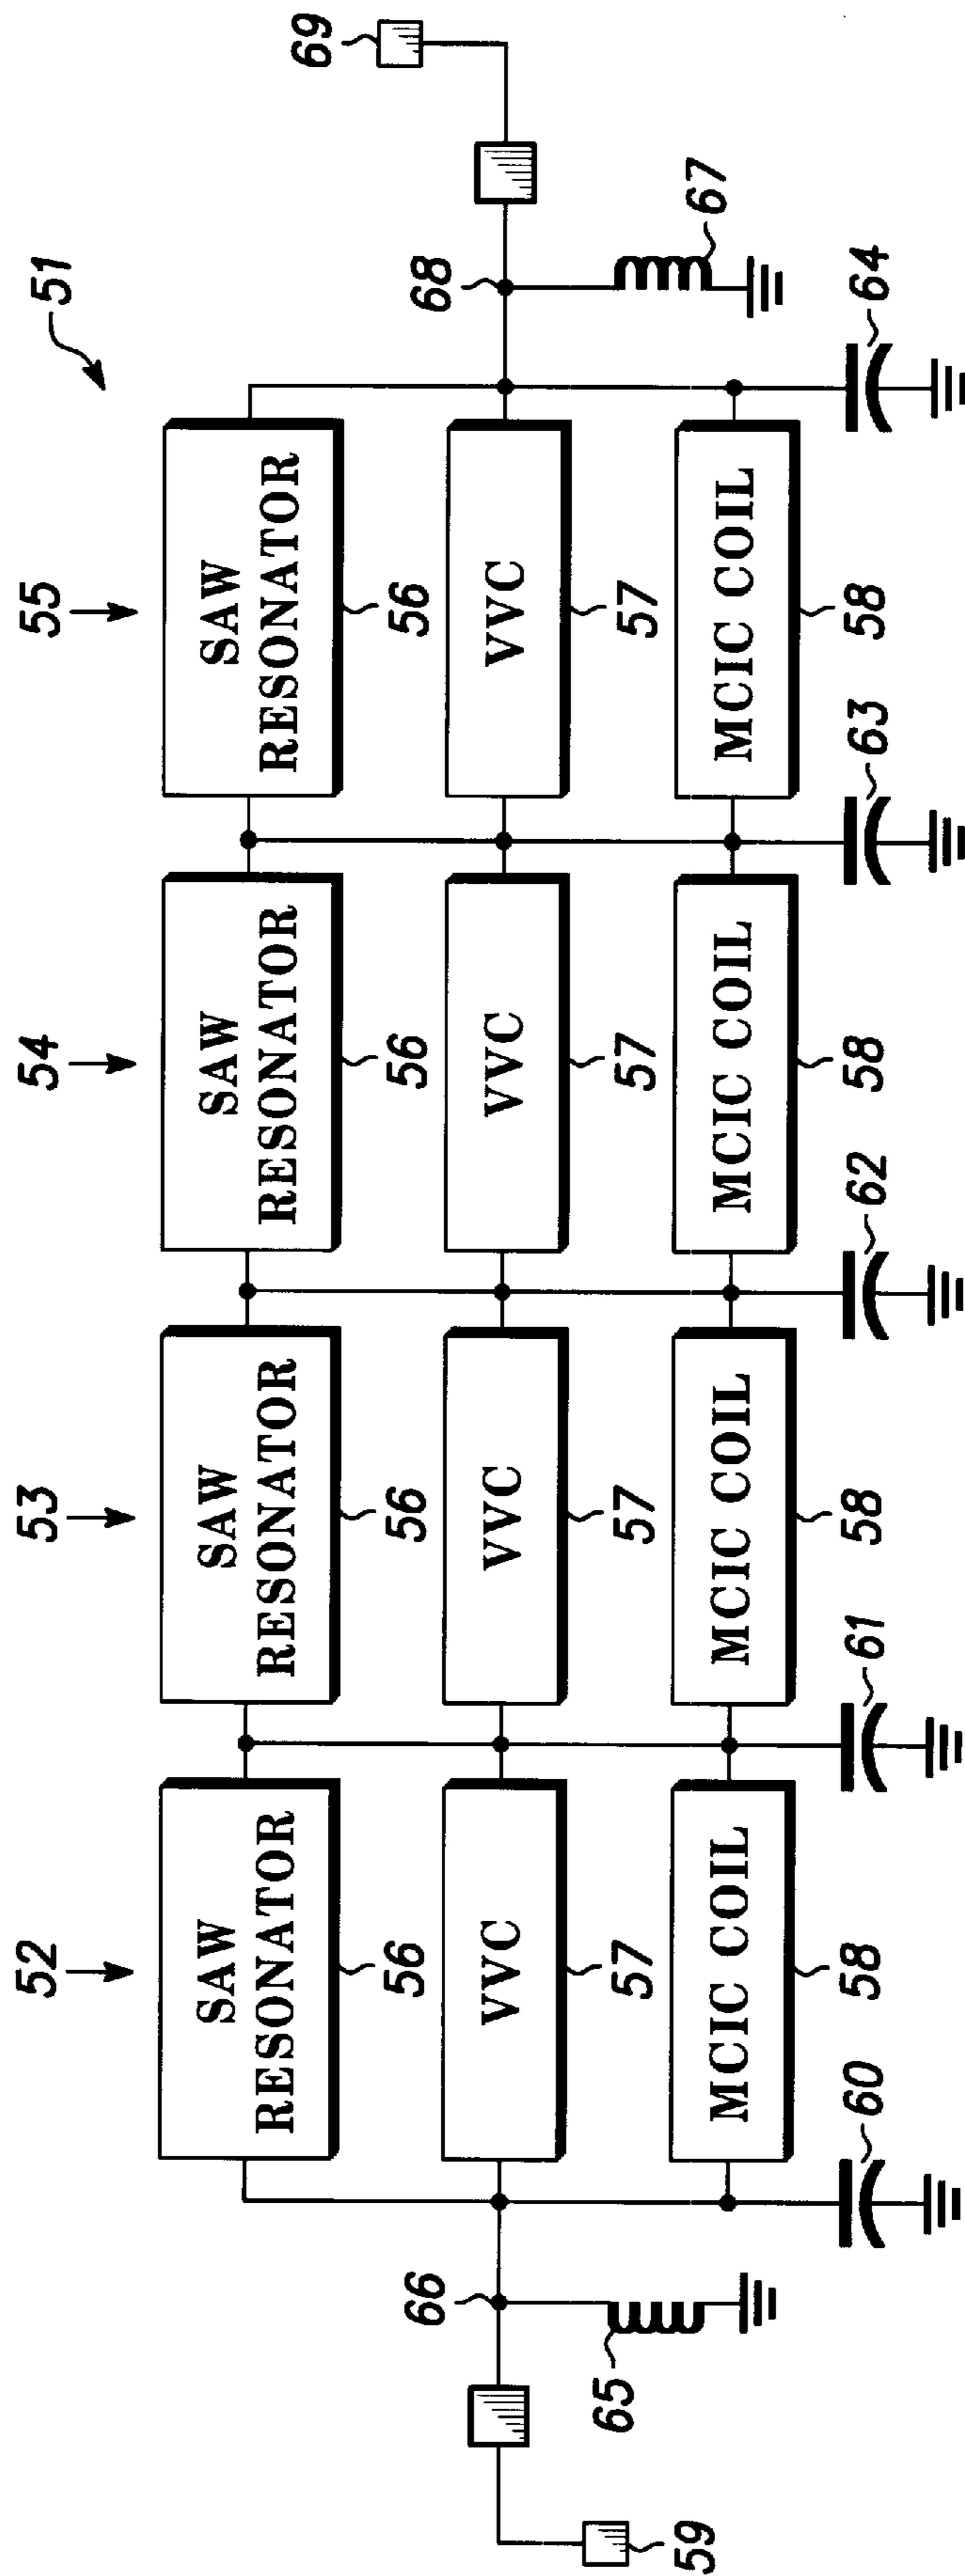 51
52
53
54
55
SAW
RESONATOR
SAW
RESONATOR
SAW
RESONATOR
SAW
RESONATOR
69
56
56
56
56
66
68
VVC
VVC
VVC
VVC
65
57
57
57
57
67
59
MCIC COIL
MCIC COIL
MCIC COIL
MCIC COIL
60
58
61
58
62
58
63
58
64